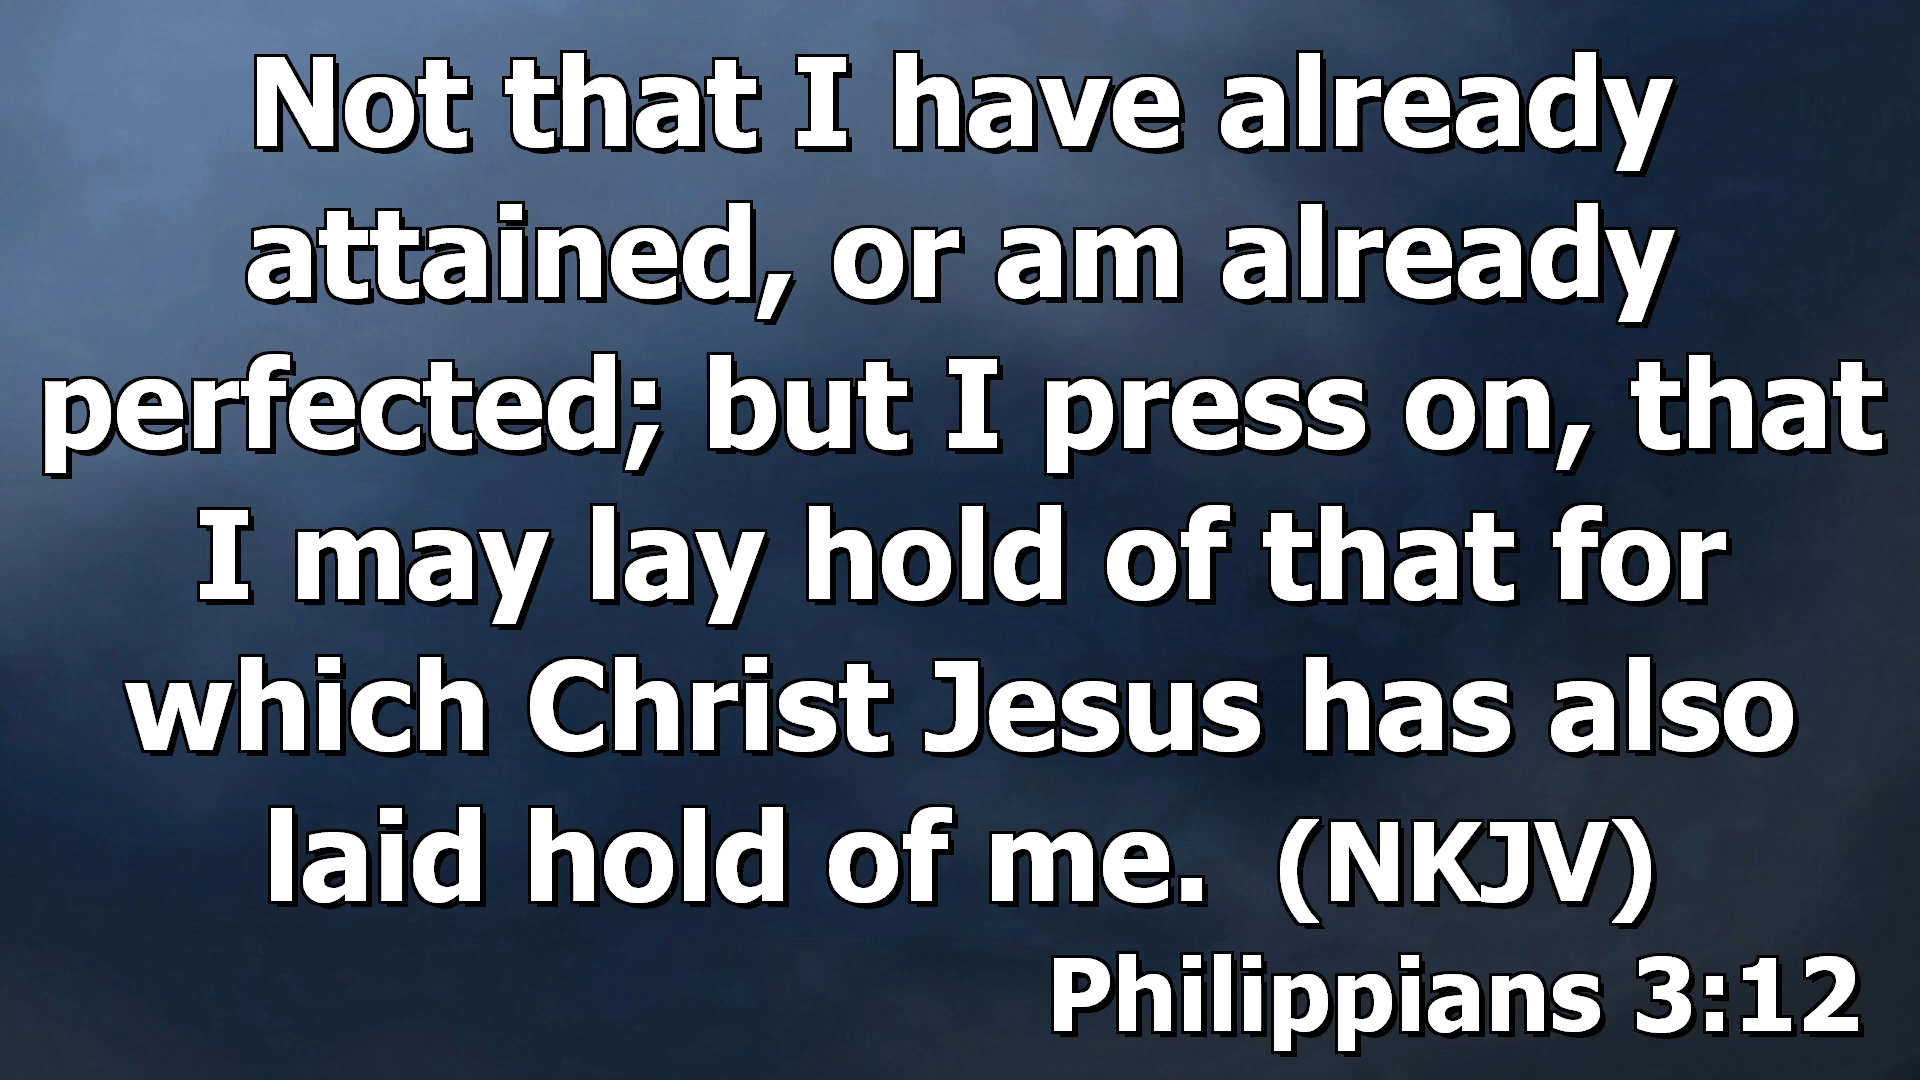 Not that I have already
attained, or am already
perfected; but I press on, that
I may lay hold of that for
which Christ Jesus has also
laid hold of me. (NKJV)
Philippians 3:12